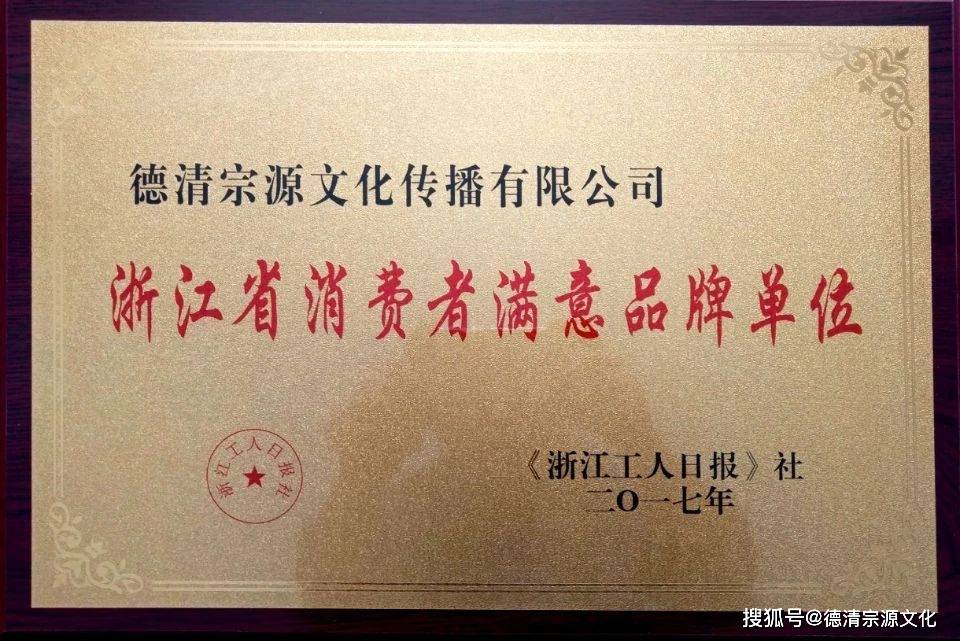 德清宗源文化传播有限公司
浙江省消费者满意品牌单位
浙江工人日报社
《浙江工人日报》社
二〇一七年
搜狐号@德清宗源文化